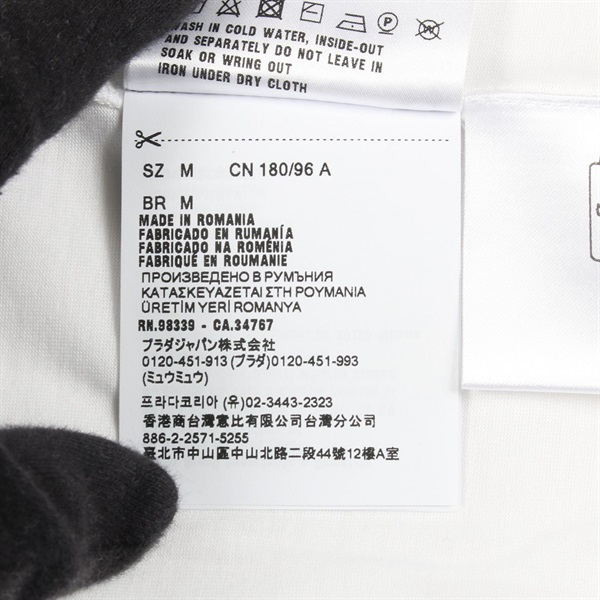 WASH IN COLD WATER, INSIDE-OUT
AND SEPARATELY DO NOT LEAVE IN
SOAK OR WRING OUT
IRON UNDER DRY CLOTH
SZ M CN 180/96 A
BR M
MADE IN ROMANIA
FABRICADO EN RUMANÍA
FABRICADO NA ROMÉNIA
FABRIQUÉ EN ROUMANIE
ПРОИЗВЕДЕНО В РУМЪНИЯ
ΚΑΤΑΣΚΕΥΑΖΕΤΑΙ ΣΤΗ ΡΟΥΜΑΝΙΑ
ÜRETİM YERİ ROMANYA
RN.98339 - CA.34767
プラダジャパン株式会社
0120-451-913 (プラダ)0120-451-993
(ミュウミュウ)
프라다코리아 (유)02-3443-2323
香港商台灣意比有限公司台灣分公司
886-2-2571-5255
臺北市中山區中山北路二段44號12樓A室